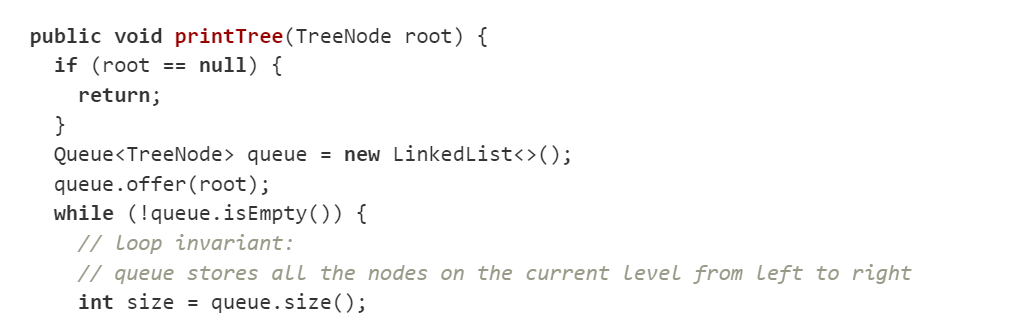 public void printTree(TreeNode root) {
  if (root == null) {
    return;
  }
  Queue<TreeNode> queue = new LinkedList<>();
  queue.offer(root);
  while (!queue.isEmpty()) {
    // loop invariant:
    // queue stores all the nodes on the current level from left to right
    int size = queue.size();